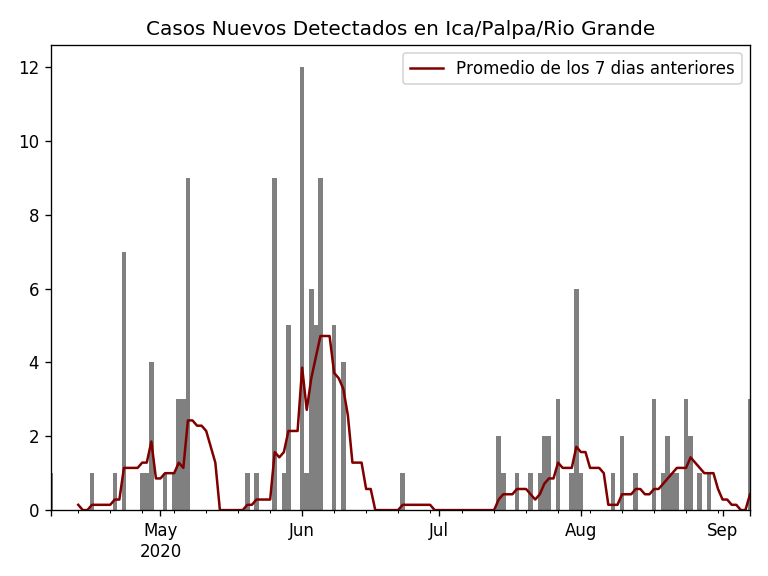 Casos Nuevos Detectados en Ica/Palpa/Rio Grande
Promedio de los 7 dias anteriores
12
10
8
6
4
2
0
May Jun Jul Aug Sep
2020